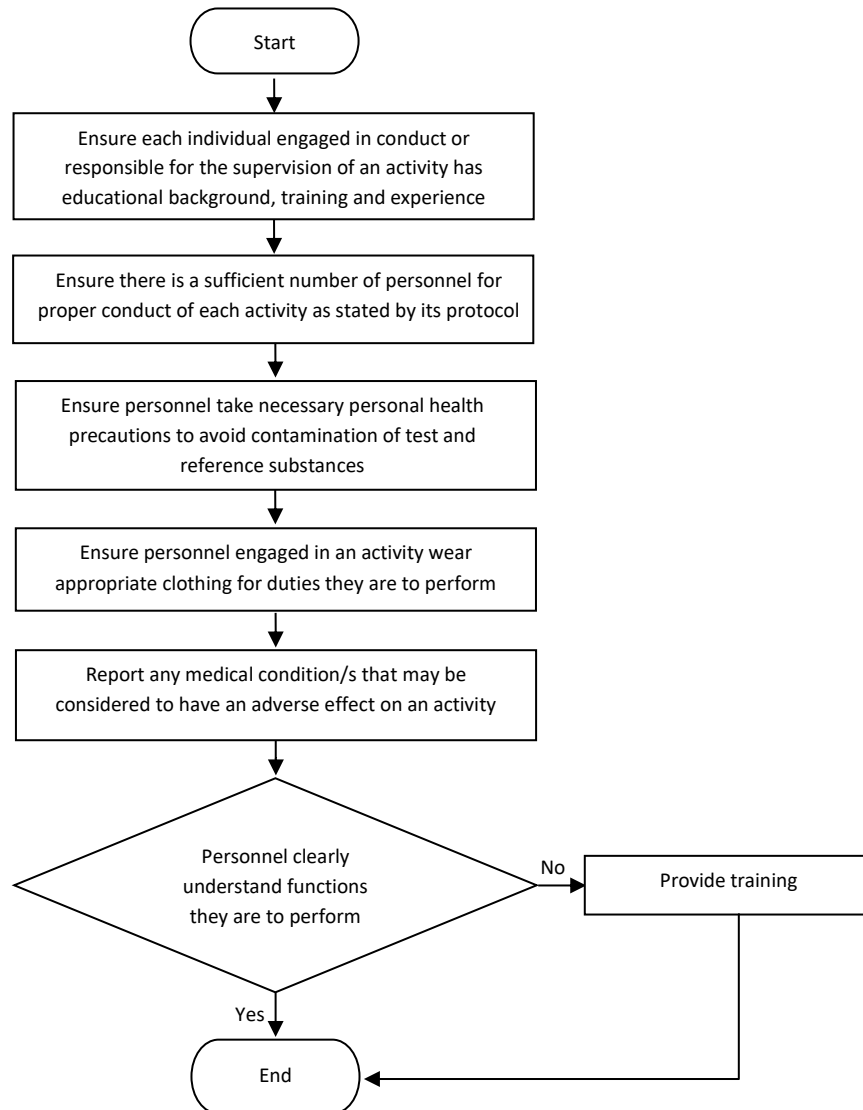 Start
Ensure each individual engaged in conduct or
responsible for the supervision of an activity has
educational background, training and experience
Ensure there is a sufficient number of personnel for
proper conduct of each activity as stated by its protocol
Ensure personnel take necessary personal health
precautions to avoid contamination of test and
reference substances
Ensure personnel engaged in an activity wear
appropriate clothing for duties they are to perform
Report any medical condition/s that may be
considered to have an adverse effect on an activity
Personnel clearly
understand functions
they are to perform
No
Provide training
Yes
End